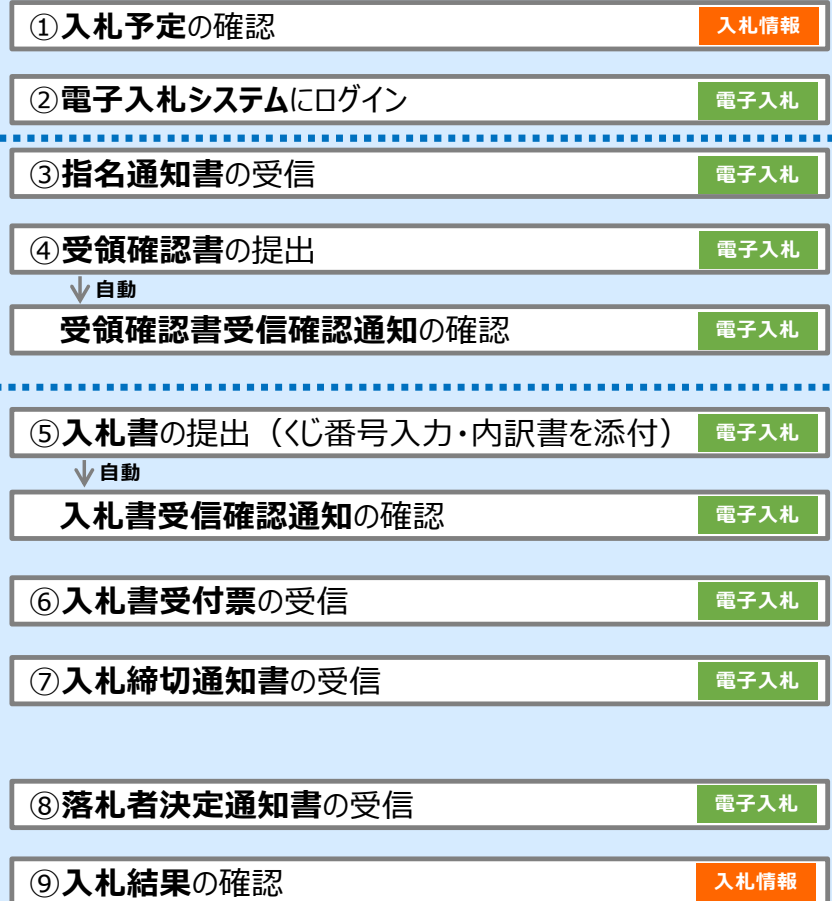 ①入札予定の確認 入札情報
②電子入札システムにログイン 電子入札
③指名通知書の受信 電子入札
④受領確認書の提出 電子入札
自動
受領確認書受信確認通知の確認 電子入札
⑤入札書の提出（くじ番号入力・内訳書を添付） 電子入札
自動
入札書受信確認通知の確認 電子入札
⑥入札書受付票の受信 電子入札
⑦入札締切通知書の受信 電子入札
⑧落札者決定通知書の受信 電子入札
⑨入札結果の確認 入札情報